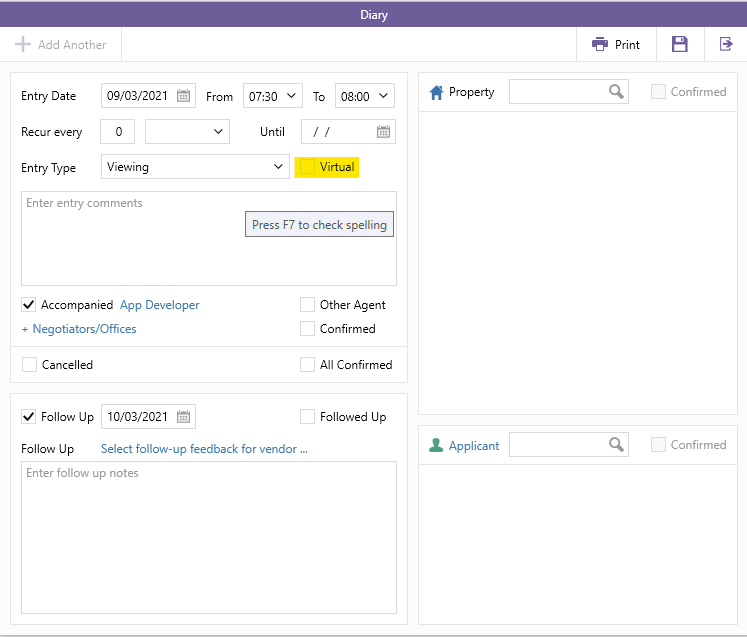 Diary
Add Another
Print
Entry Date 09/03/2021 From 07:30 To 08:00
Recur every 0 Until / /
Entry Type Viewing Virtual
Enter entry comments
Press F7 to check spelling
Accompanied App Developer Other Agent
+ Negotiators/Offices Confirmed
Cancelled All Confirmed
Follow Up 10/03/2021 Followed Up
Follow Up Select follow-up feedback for vendor ...
Enter follow up notes
Property Confirmed
Applicant Confirmed